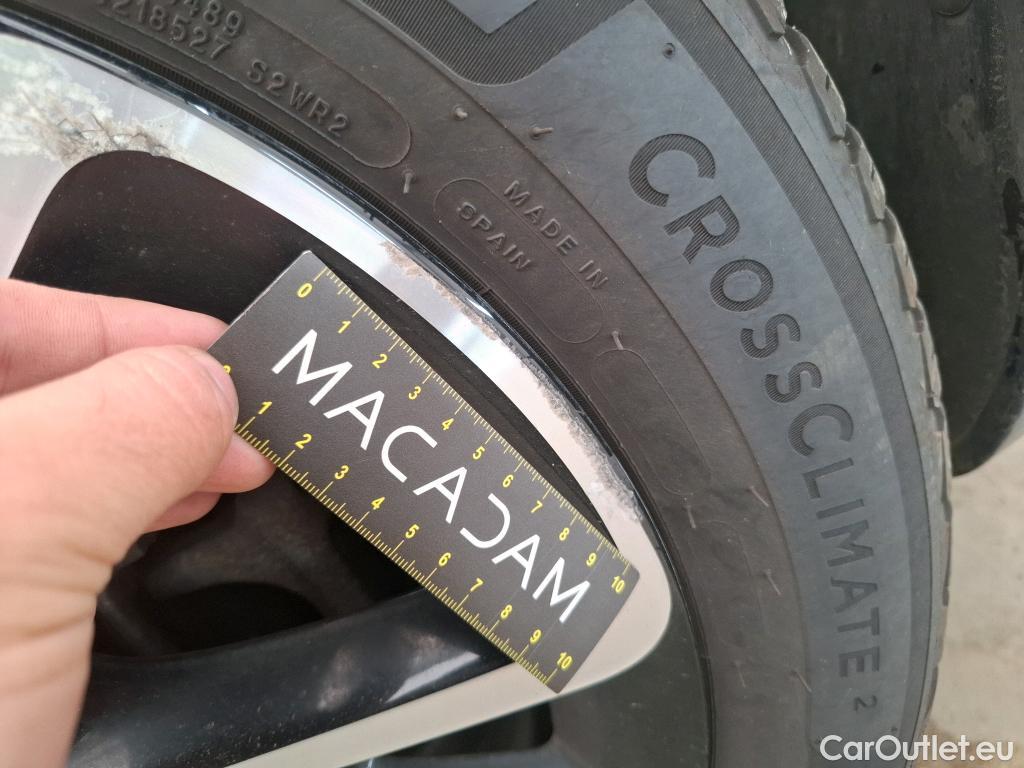 489
218527 S2WR2
MADE IN
SPAIN
CROSSCLIMATE 2
0 1 2 3 4 5 6 7 8 9 10
MACADAM
0 1 2 3 4 5 6 7 8 9 10
CarOutlet.eu